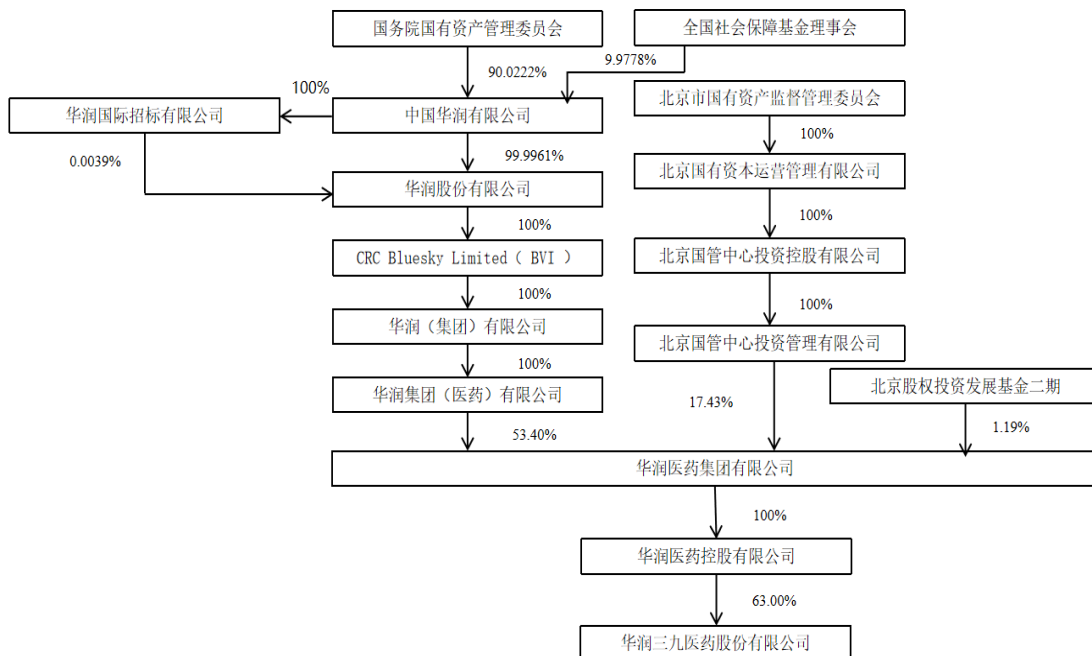 国务院国有资产管理委员会
全国社会保障基金理事会
9.9778%
90.0222%
100%
北京市国有资产监督管理委员会
华润国际招标有限公司
中国华润有限公司
100%
0.0039%
99.9961%
北京国有资本运营管理有限公司
华润股份有限公司
100%
100%
CRC Bluesky Limited（ BVI ）
北京国管中心投资控股有限公司
100%
100%
华润（集团）有限公司
北京国管中心投资管理有限公司
100%
北京股权投资发展基金二期
华润集团（医药）有限公司
17.43%
53.40%
1.19%
华润医药集团有限公司
100%
华润医药控股有限公司
63.00%
华润三九医药股份有限公司